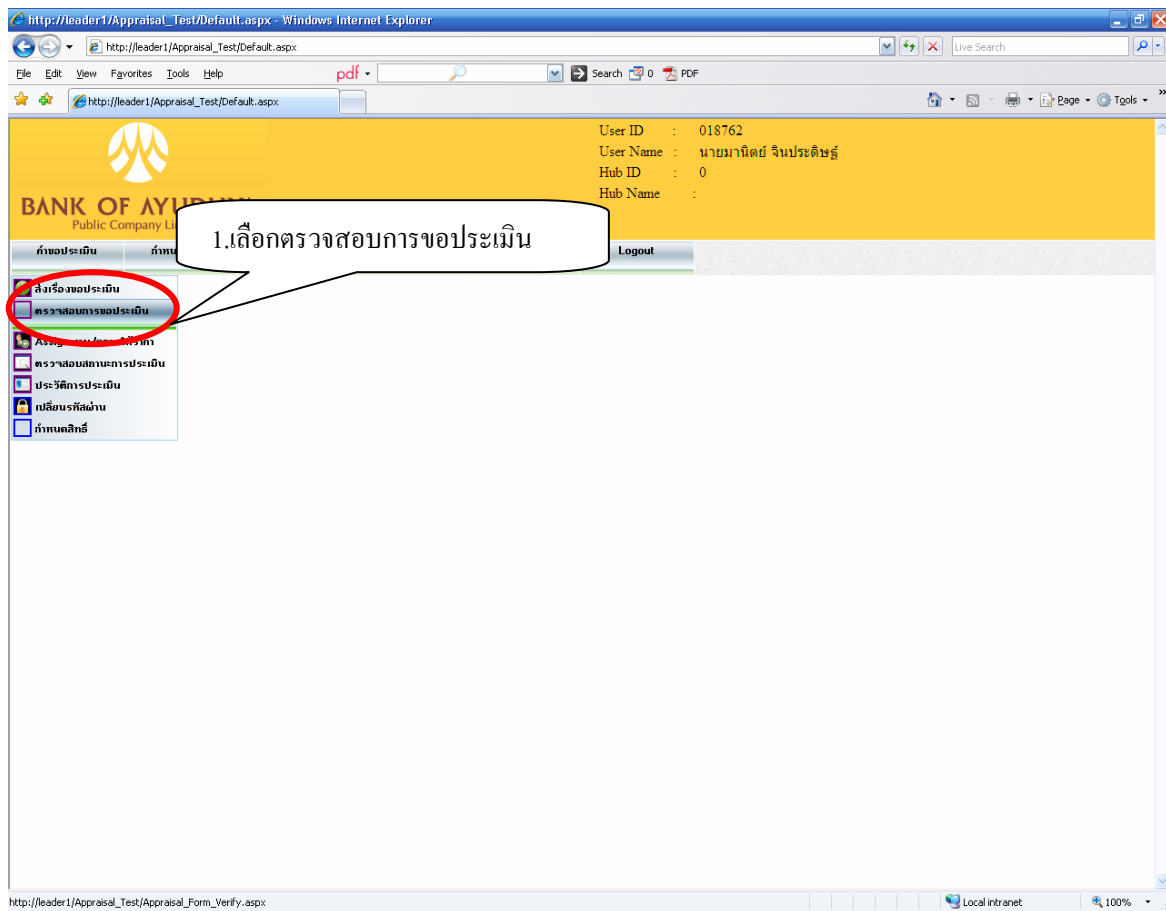 http://leader1/Appraisal_Test/Default.aspx - Windows Internet Explorer
http://leader1/Appraisal_Test/Default.aspx
Live Search
File Edit View Favorites Tools Help
pdf
Search 0 PDF
http://leader1/Appraisal_Test/Default.aspx
Page Tools
User ID : 018762
User Name : นายมานิตย์ จินประดิษฐ์
Hub ID : 0
Hub Name :
BANK OF
Public Company
1.เลือกตรวจสอบการขอประเมิน
คำขอประเมิน
Logout
ส่งเรื่องขอประเมิน
ตรวจสอบการขอประเมิน
ตรวจสอบสถานะการประเมิน
ประวัติการประเมิน
เปลี่ยนรหัสผ่าน
กำหนดสิทธิ์
http://leader1/Appraisal_Test/Appraisal_Form_Verify.aspx
Local intranet
100%